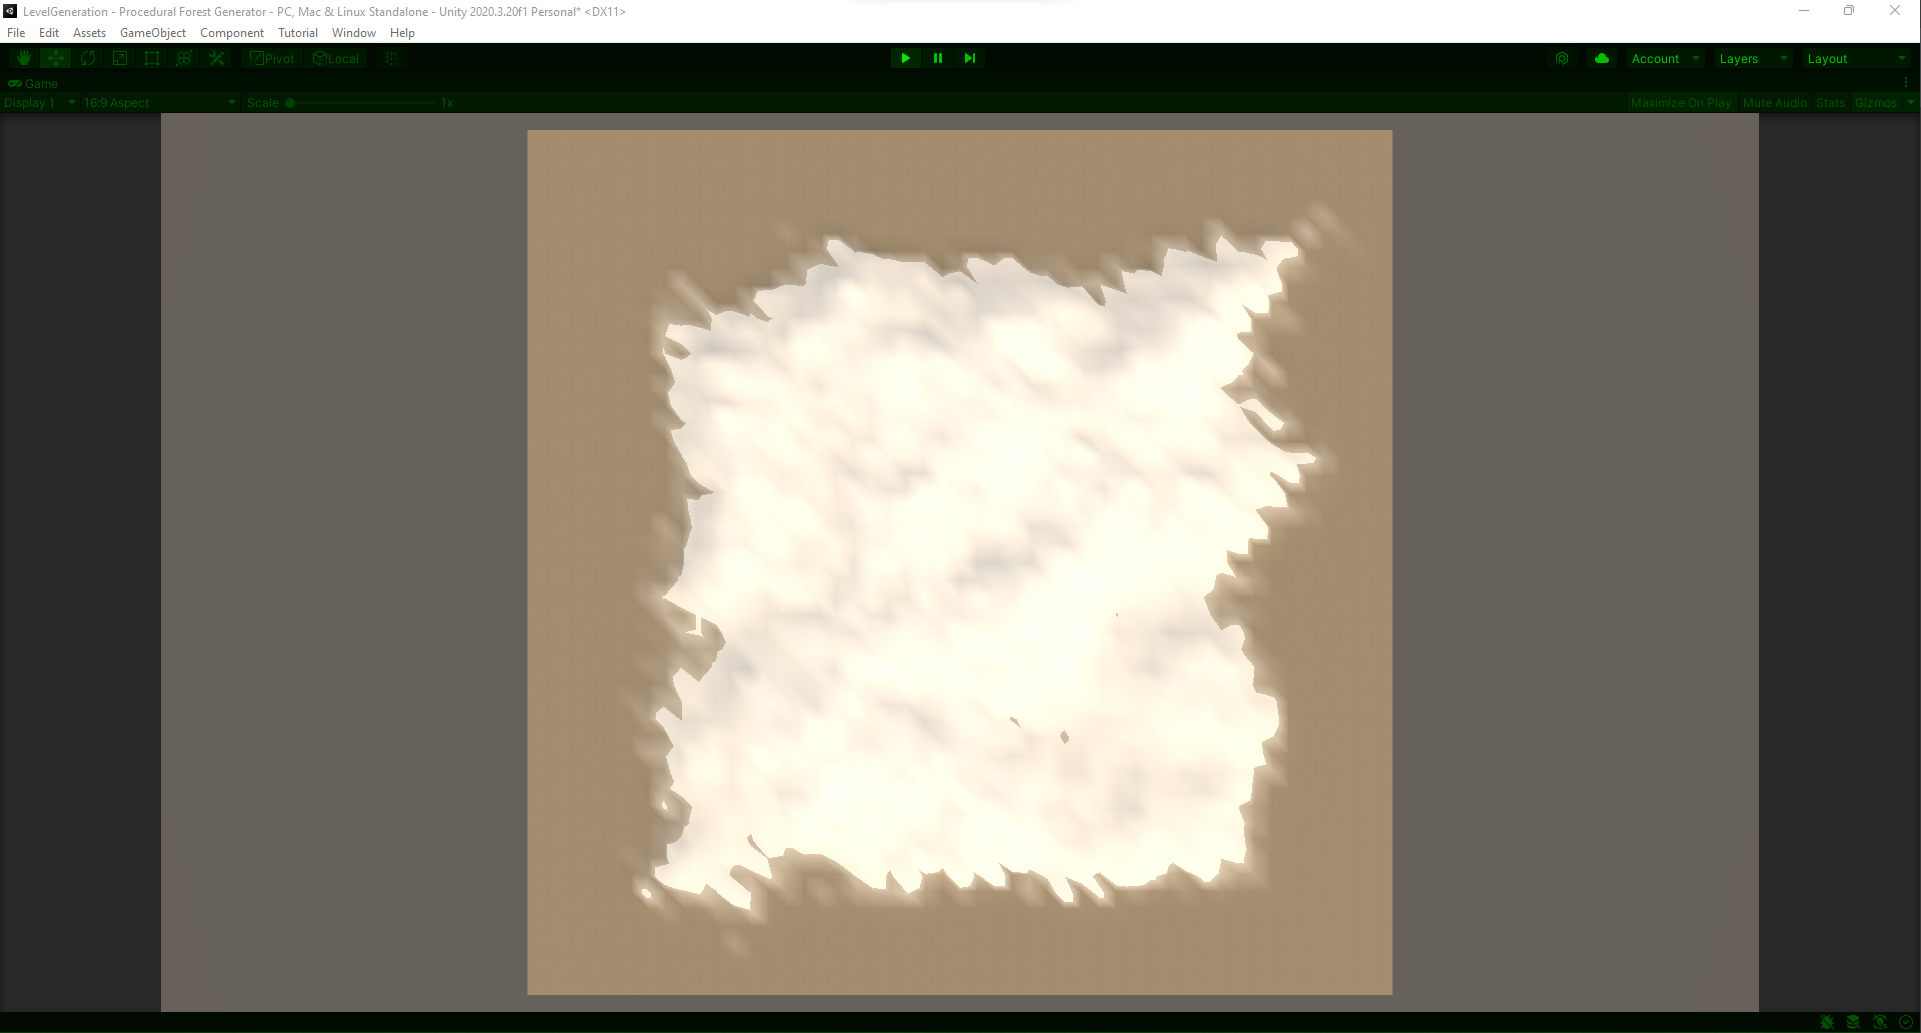 LevelGeneration - Procedural Forest Generator - PC, Mac & Linux Standalone - Unity 2020.3.20f1 Personal* <DX11>
File Edit Assets GameObject Component Tutorial Window Help
Pivot Local Account Layers Layout
Game
Display 1 16:9 Aspect Scale 1x Maximize On Play Mute Audio Stats Gizmos